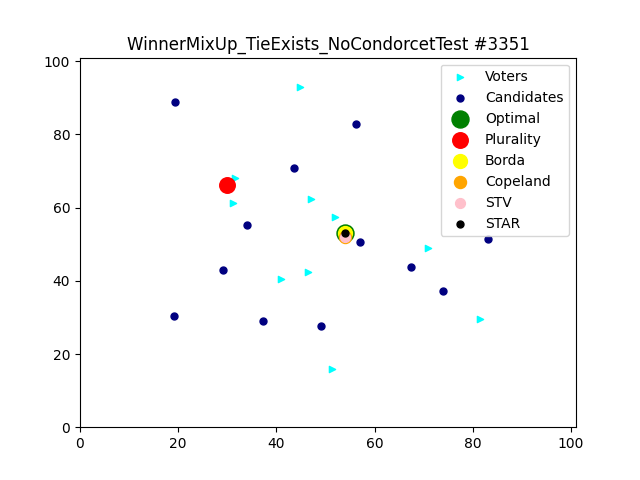 WinnerMixUp_TieExists_NoCondorcetTest #3351
100
80
60
40
20
0
0
20
40
60
80
100
Voters
Candidates
Optimal
Plurality
Borda
Copeland
STV
STAR